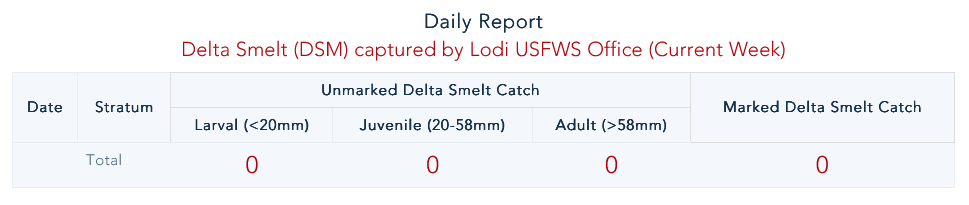 Daily Report
Delta Smelt (DSM) captured by Lodi USFWS Office (Current Week)
Unmarked Delta Smelt Catch
Date Stratum Marked Delta Smelt Catch
Larval (<20mm) Juvenile (20-58mm) Adult (>58mm)
Total 0 0 0 0